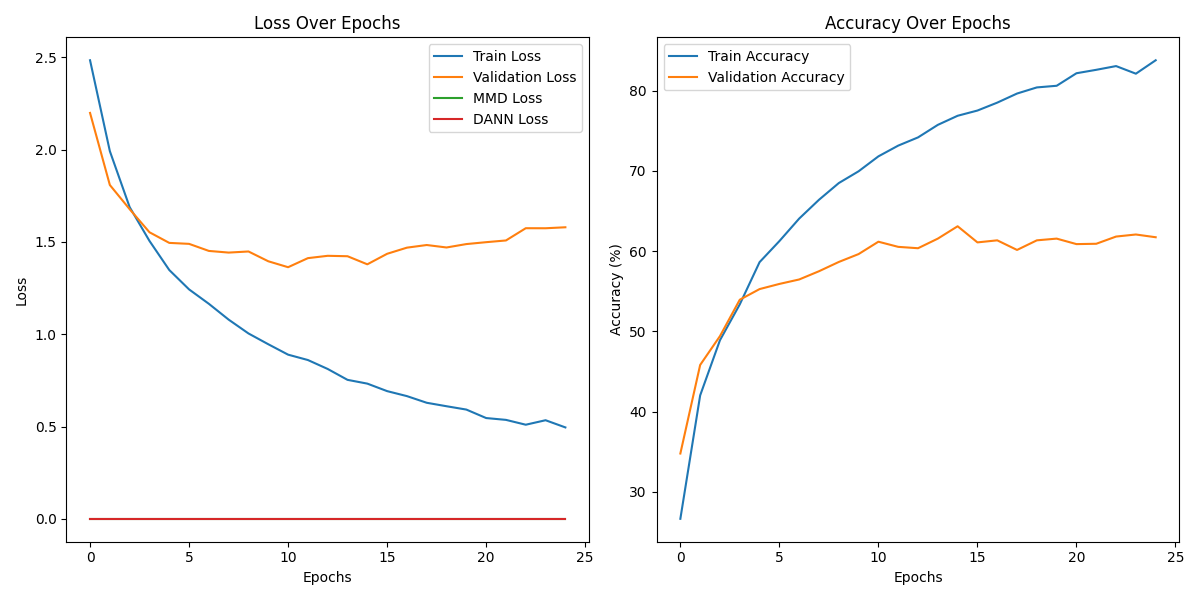 Loss Over Epochs
Train Loss
Validation Loss
MMD Loss
DANN Loss
2.5
2.0
1.5
1.0
0.5
0.0
Loss
0 5 10 15 20 25
Epochs
Accuracy Over Epochs
Train Accuracy
Validation Accuracy
80
70
60
50
40
30
Accuracy (%)
0 5 10 15 20 25
Epochs